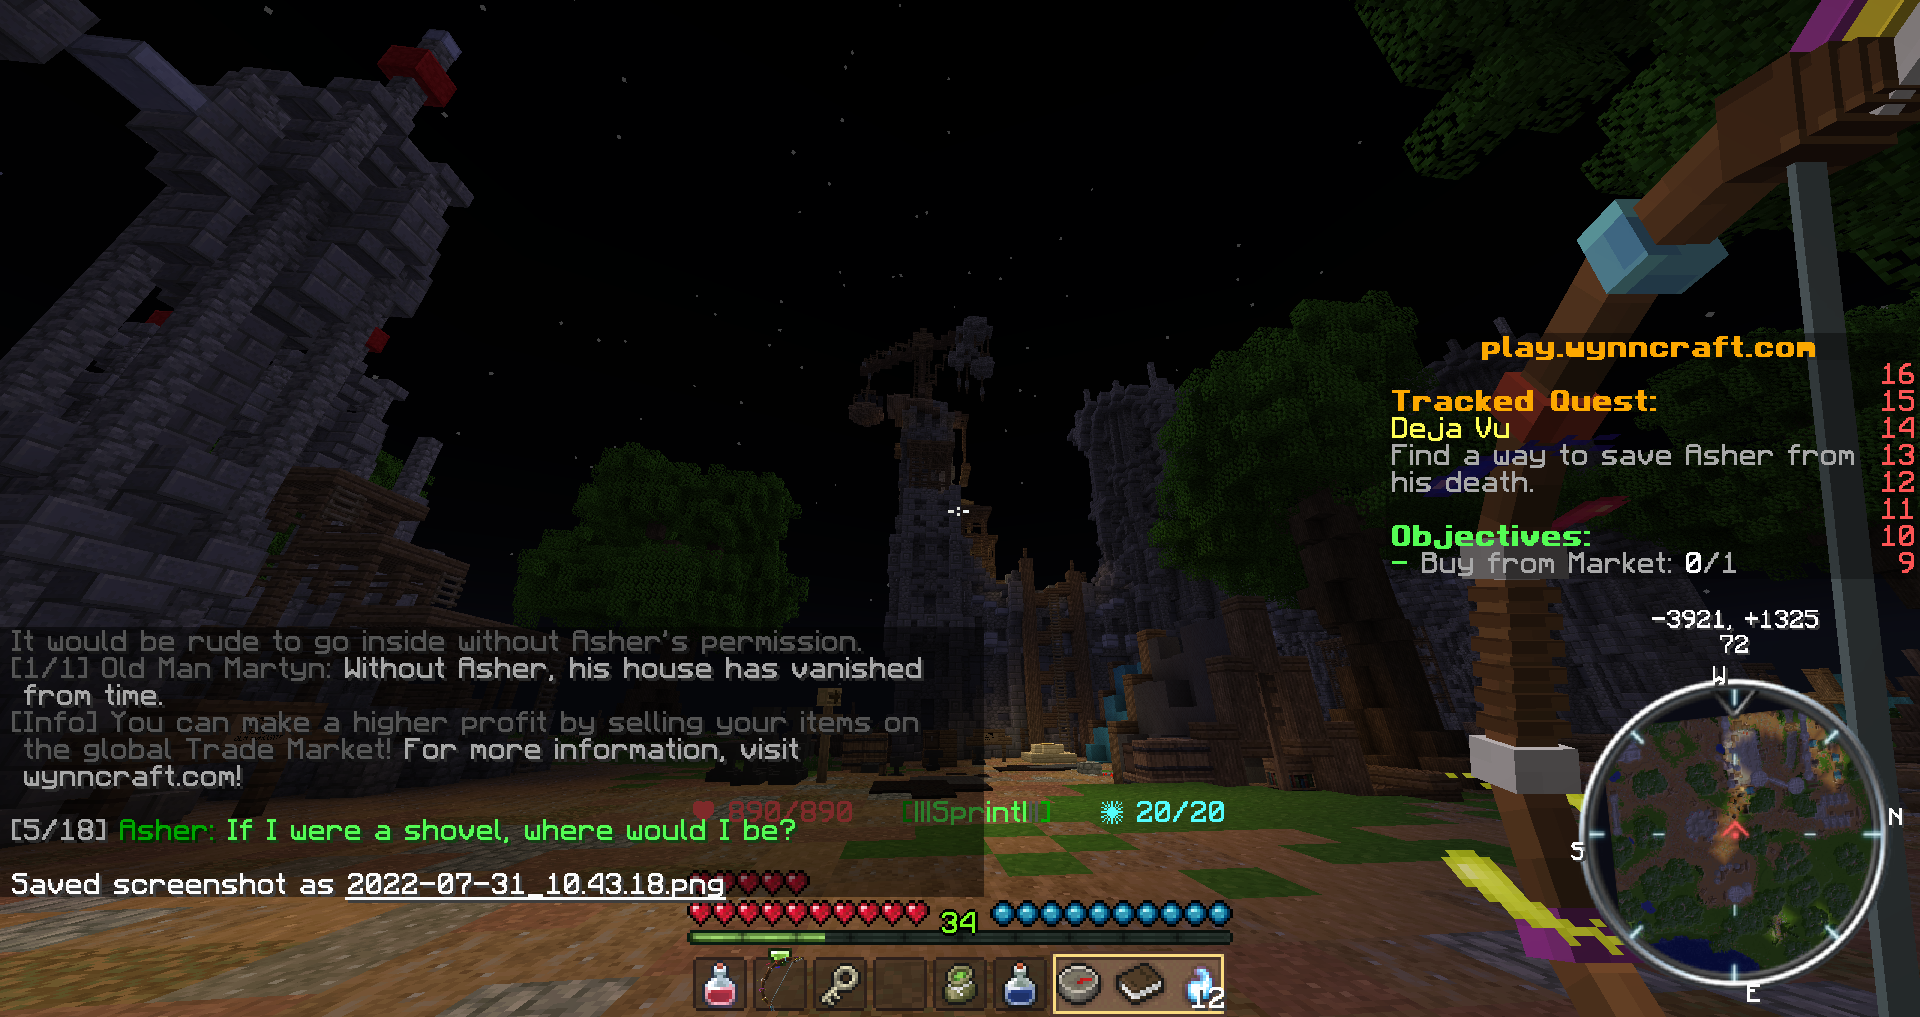 play.wynncraft.com
16
Tracked Quest: 15
Deja Vu 14
Find a way to save Asher from 13
his death. 12
11
Objectives: 10
- Buy from Market: 0/1 9
-3921, +1325
72
W
N
S
E
It would be rude to go inside without Asher's permission.
[1/1] Old Man Martyn: Without Asher, his house has vanished
from time.
[Info] You can make a higher profit by selling your items on
the global Trade Market! For more information, visit
wynncraft.com!
890/890 [|||Sprint||] 20/20
[5/18] Asher: If I were a shovel, where would I be?
Saved screenshot as 2022-07-31_10.43.18.png
34
12